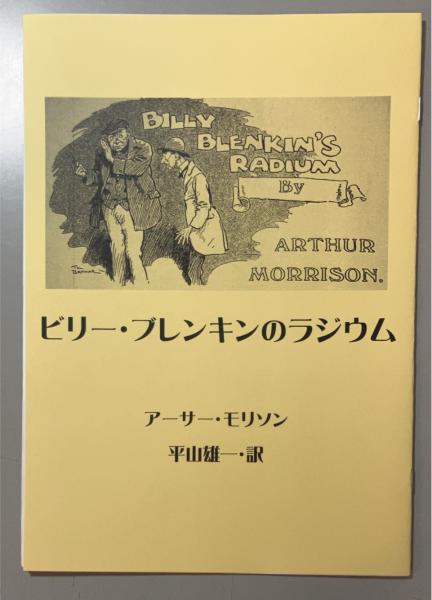 BILLY
BLENKIN'S
RADIUM
By
ARTHUR
MORRISON.
ビリー・ブレンキンのラジウム
アーサー・モリソン
平山雄一・訳